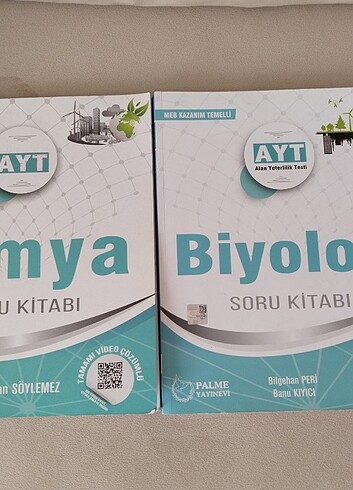 AYT
mya
U KİTABI
TAMAMI VİDEO ÇÖZÜMLÜ
n SÖYLEMEZ
MEB KAZANIM TEMELLİ
AYT
Alan Yeterlilik Testi
Biyolo
SORU KİTABI
PALME
YAYINEVİ
Bilgehan PERİ
Banu KIYICI